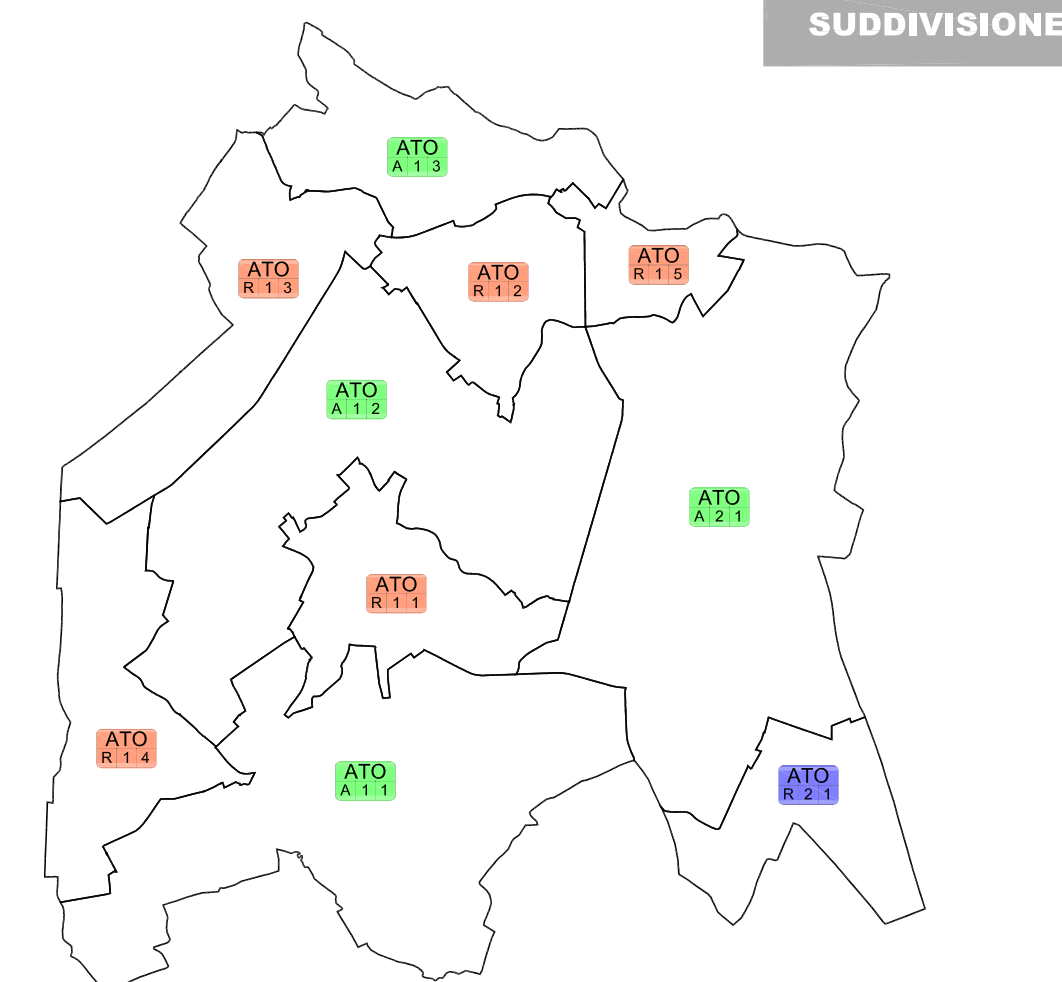 SUDDIVISIONE
ATO
A 1 3
ATO
R 1 5
ATO
R 1 3
ATO
R 1 2
ATO
A 1 2
ATO
A 2 1
ATO
R 1 1
ATO
R 1 4
ATO
A 1 1
ATO
R 2 1